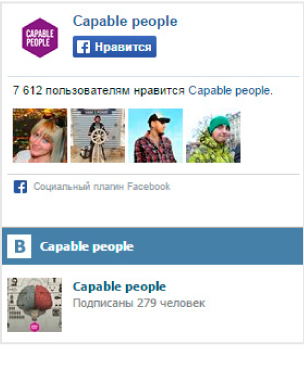 CAPABLE
PEOPLE
Capable people
Нравится
7 612 пользователям нравится Capable people.
Социальный плагин Facebook
B Capable people
Capable people
Подписаны 279 человек